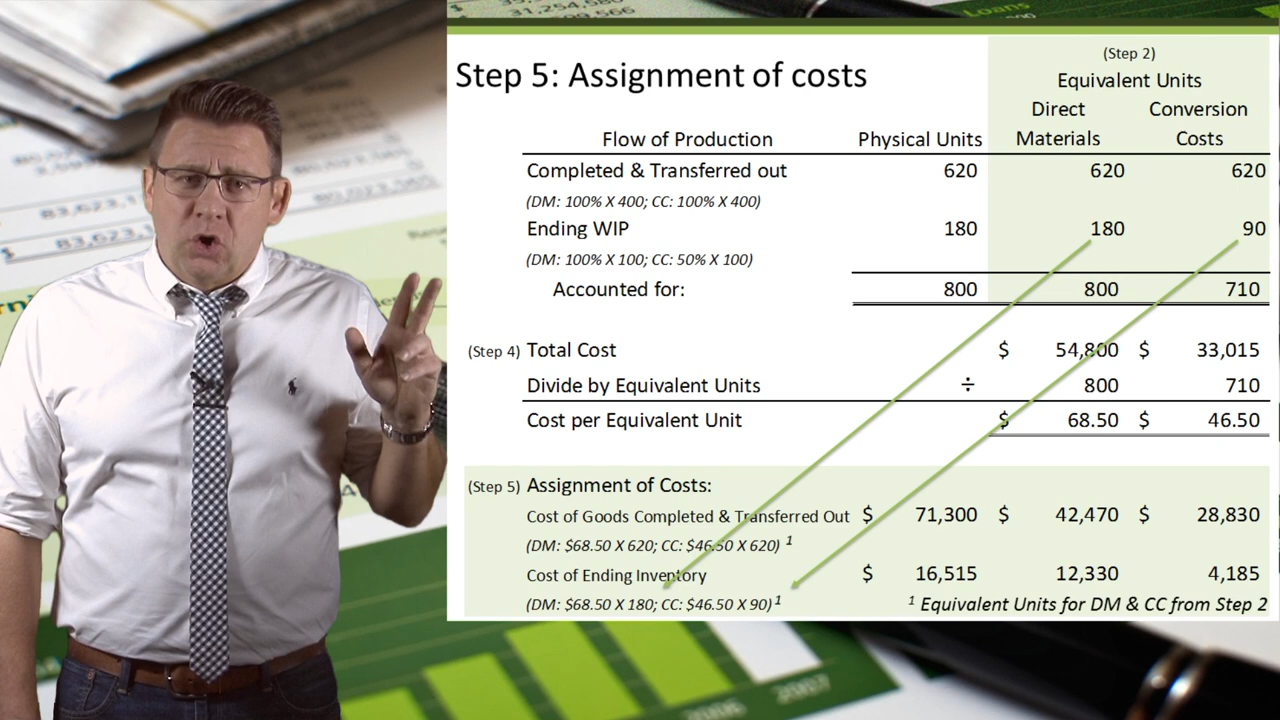 31,254,580
Loans
(Step 2)
Step 5: Assignment of costs
Equivalent Units
Direct Conversion
Flow of Production Physical Units Materials Costs
Completed & Transferred out 620 620 620
(DM: 100% X 400; CC: 100% X 400)
Ending WIP 180 180 90
(DM: 100% X 100; CC: 50% X 100)
Accounted for: 800 800 710
(Step 4) Total Cost $ 54,800 $ 33,015
Divide by Equivalent Units ÷ 800 710
Cost per Equivalent Unit $ 68.50 $ 46.50
(Step 5) Assignment of Costs:
Cost of Goods Completed & Transferred Out $ 71,300 $ 42,470 $ 28,830
(DM: $68.50 X 620; CC: $46.50 X 620) 1
Cost of Ending Inventory $ 16,515 12,330 4,185
(DM: $68.50 X 180; CC: $46.50 X 90) 1 1 Equivalent Units for DM & CC from Step 2
2006 2007